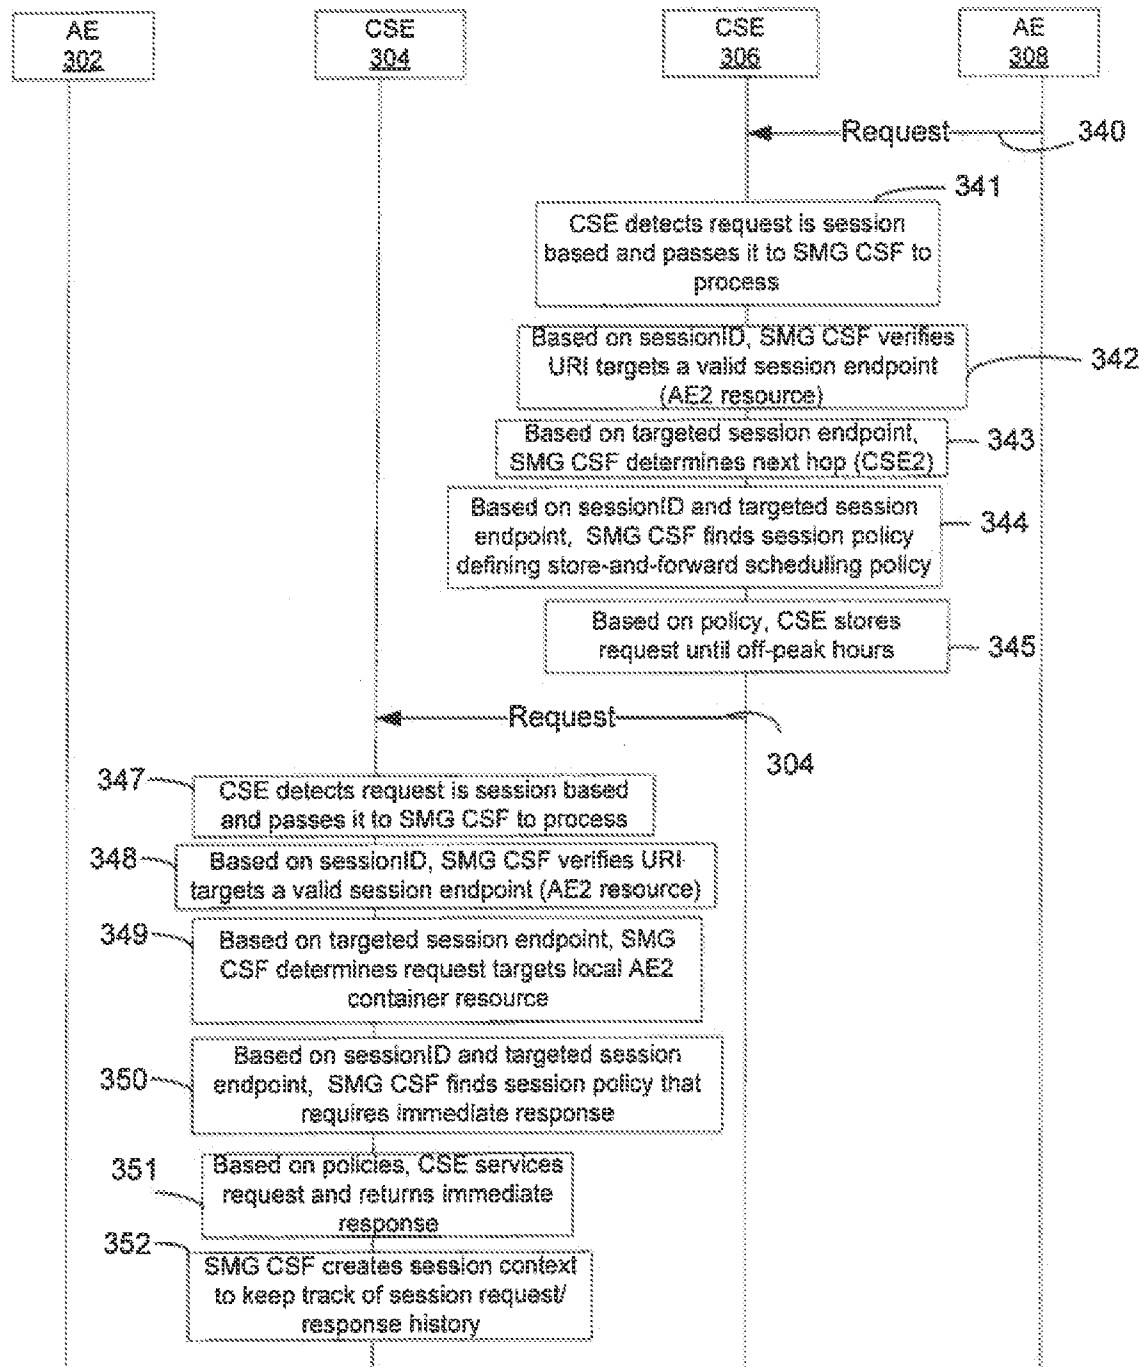 AE
302
CSE
304
CSE
306
AE
308
Request
340
341
CSE detects request is session
based and passes it to SMG CSF to
process
Based on sessionID, SMG CSF verifies
URI targets a valid session endpoint
(AE2 resource)
342
Based on targeted session endpoint,
SMG CSF determines next hop (CSE2)
343
Based on sessionID and targeted session
endpoint, SMG CSF finds session policy
defining store-and-forward scheduling policy
344
Based on policy, CSE stores
request until off-peak hours
345
Request
304
347
CSE detects request is session based
and passes it to SMG CSF to process
348
Based on sessionID, SMG CSF verifies URI
targets a valid session endpoint (AE2 resource)
349
Based on targeted session endpoint, SMG
CSF determines request targets local AE2
container resource
350
Based on sessionID and targeted session
endpoint, SMG CSF finds session policy that
requires immediate response
351
Based on policies, CSE services
request and returns immediate
response
352
SMG CSF creates session context
to keep track of session request/
response history